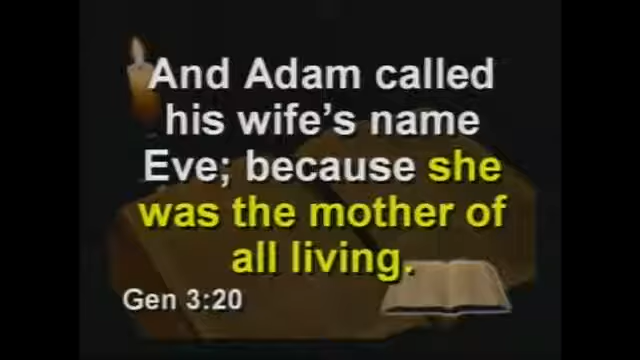 And Adam called
his wife’s name
Eve; because she
was the mother of
all living.
Gen 3:20